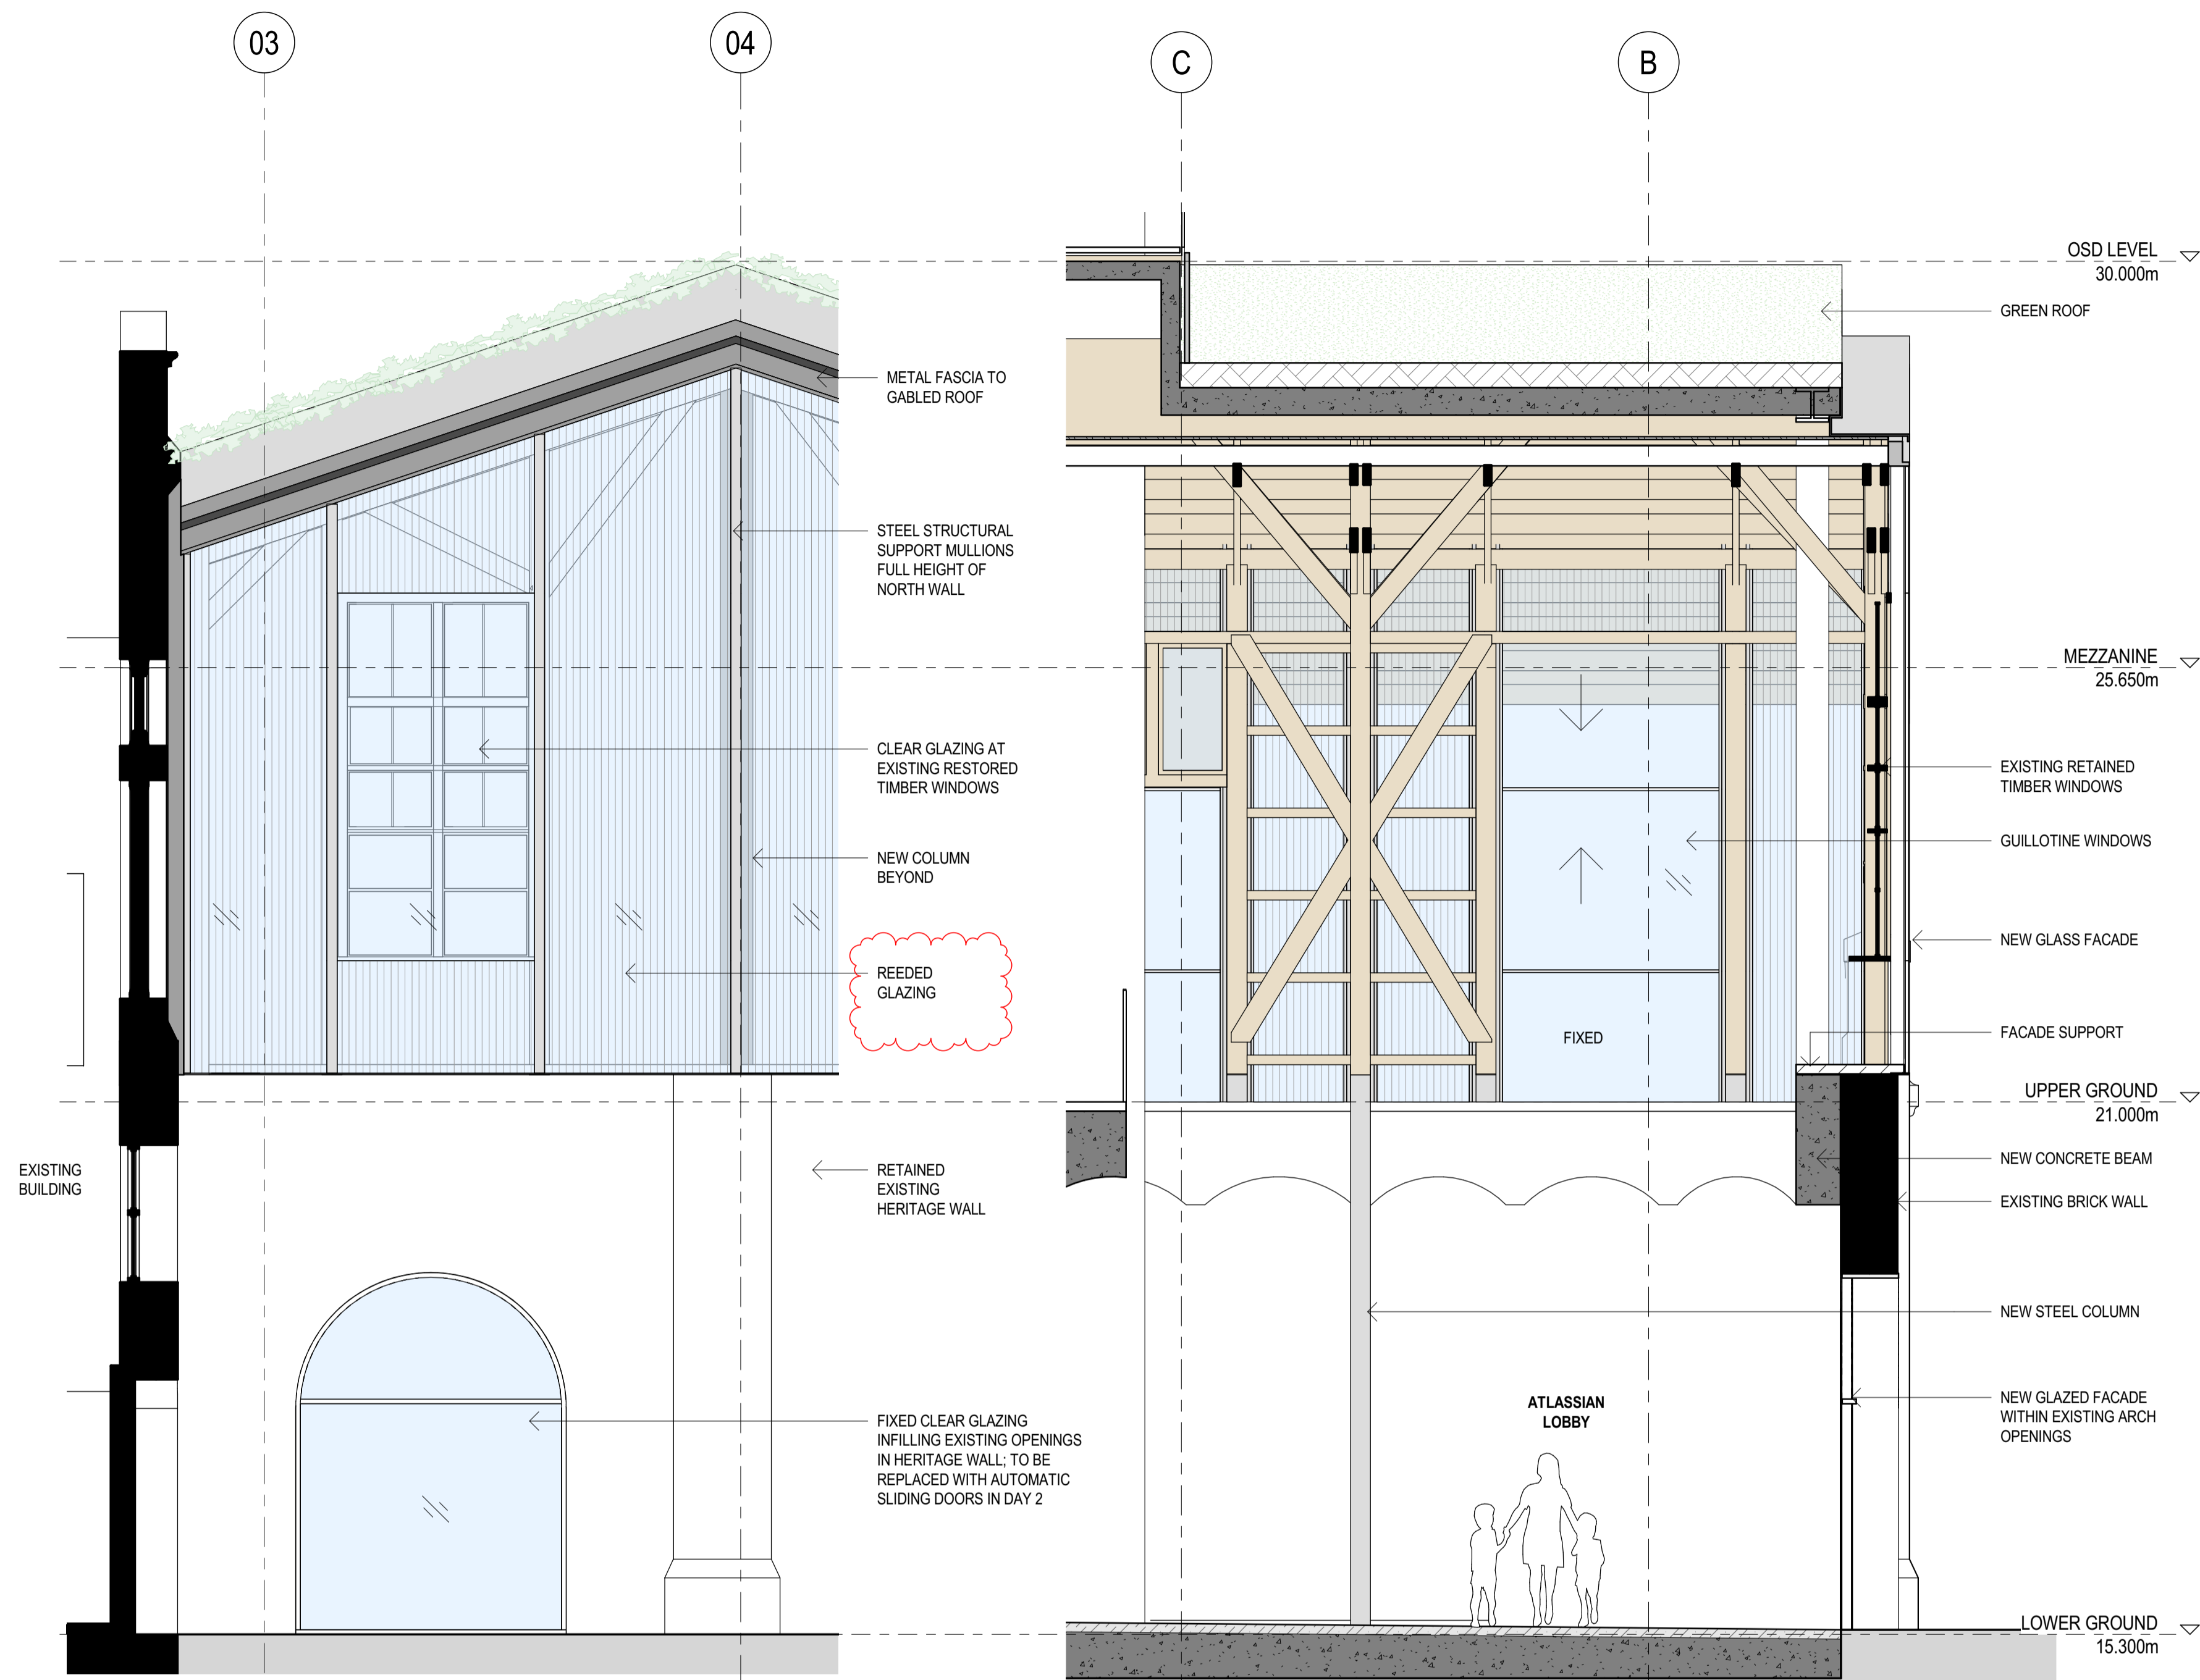 03
04
C
B
OSD LEVEL
30.000m
GREEN ROOF
METAL FASCIA TO
GABLED ROOF
STEEL STRUCTURAL
SUPPORT MULLIONS
FULL HEIGHT OF
NORTH WALL
MEZZANINE
25.650m
CLEAR GLAZING AT
EXISTING RESTORED
TIMBER WINDOWS
EXISTING RETAINED
TIMBER WINDOWS
GUILLOTINE WINDOWS
NEW COLUMN
BEYOND
NEW GLASS FACADE
REEDED
GLAZING
FIXED
FACADE SUPPORT
UPPER GROUND
21.000m
NEW CONCRETE BEAM
EXISTING
BUILDING
RETAINED
EXISTING
HERITAGE WALL
EXISTING BRICK WALL
NEW STEEL COLUMN
ATLASSIAN
LOBBY
NEW GLAZED FACADE
WITHIN EXISTING ARCH
OPENINGS
FIXED CLEAR GLAZING
INFILLING EXISTING OPENINGS
IN HERITAGE WALL; TO BE
REPLACED WITH AUTOMATIC
SLIDING DOORS IN DAY 2
LOWER GROUND
15.300m